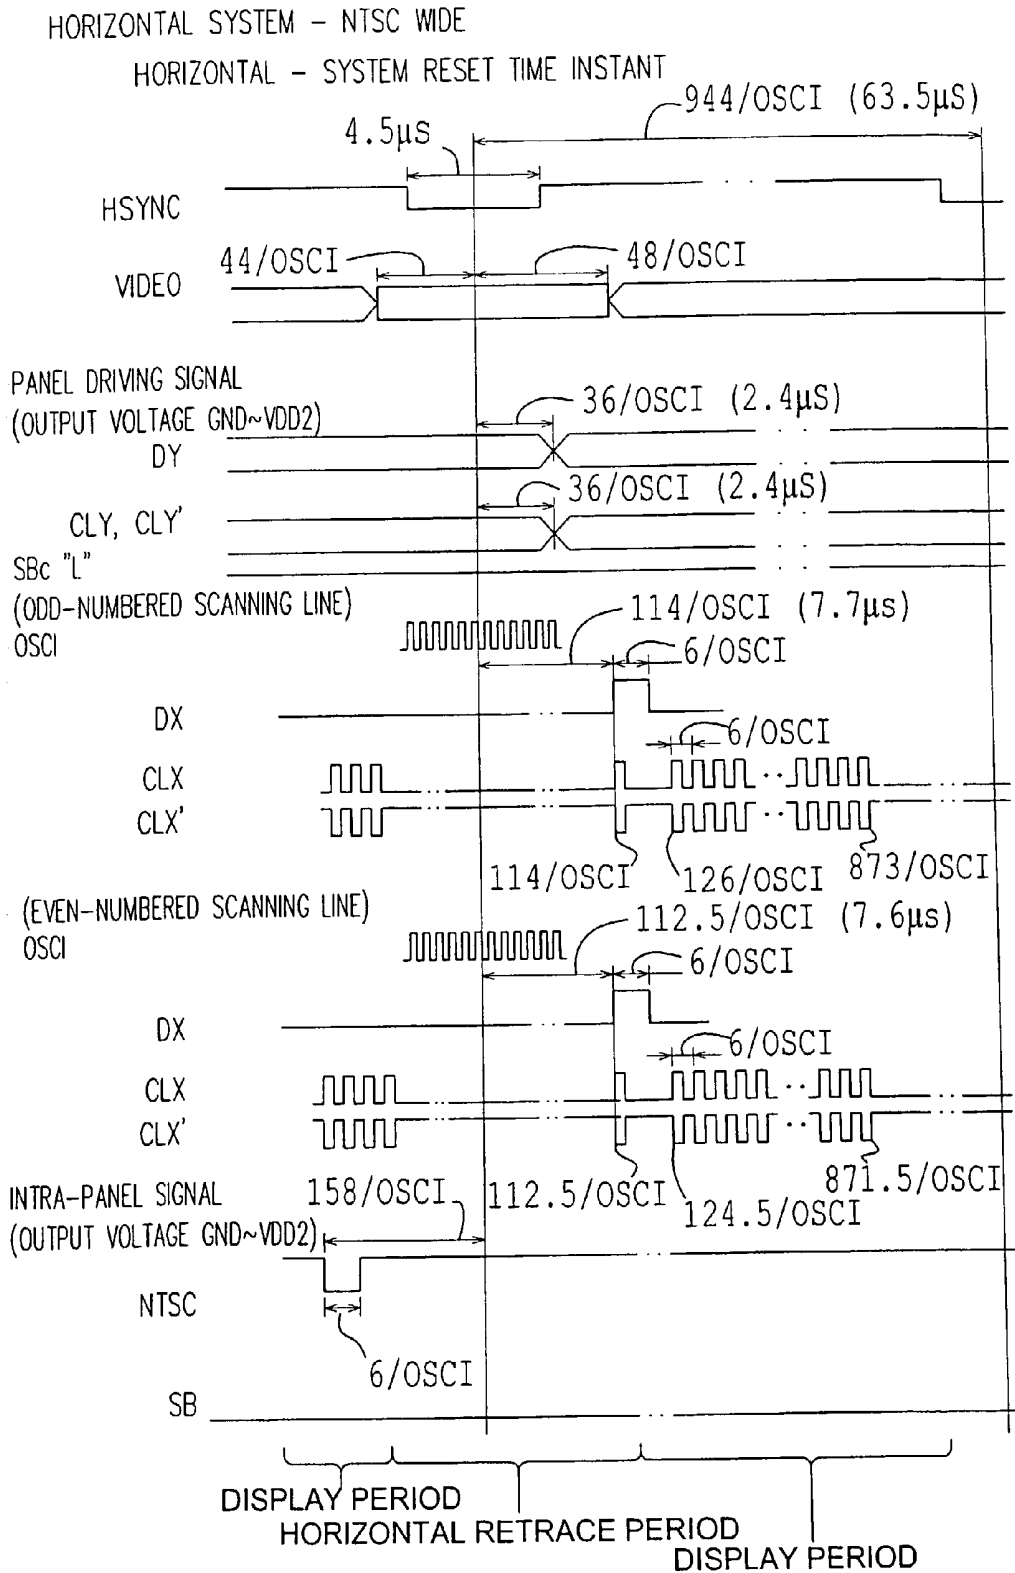 HORIZONTAL SYSTEM – NTSC WIDE
HORIZONTAL – SYSTEM RESET TIME INSTANT
944/OSCI (63.5µS)
4.5µS
HSYNC
44/OSCI
48/OSCI
VIDEO
PANEL DRIVING SIGNAL
(OUTPUT VOLTAGE GND~VDD2)
36/OSCI (2.4µS)
DY
36/OSCI (2.4µS)
CLY, CLY'
SBc "L"
(ODD–NUMBERED SCANNING LINE)
114/OSCI (7.7µs)
OSCI
6/OSCI
DX
6/OSCI
CLX
CLX'
114/OSCI
126/OSCI
873/OSCI
(EVEN–NUMBERED SCANNING LINE)
112.5/OSCI (7.6µs)
OSCI
6/OSCI
DX
6/OSCI
CLX
CLX'
INTRA–PANEL SIGNAL
158/OSCI
112.5/OSCI
871.5/OSCI
124.5/OSCI
(OUTPUT VOLTAGE GND~VDD2)
NTSC
6/OSCI
SB
DISPLAY PERIOD
HORIZONTAL RETRACE PERIOD
DISPLAY PERIOD